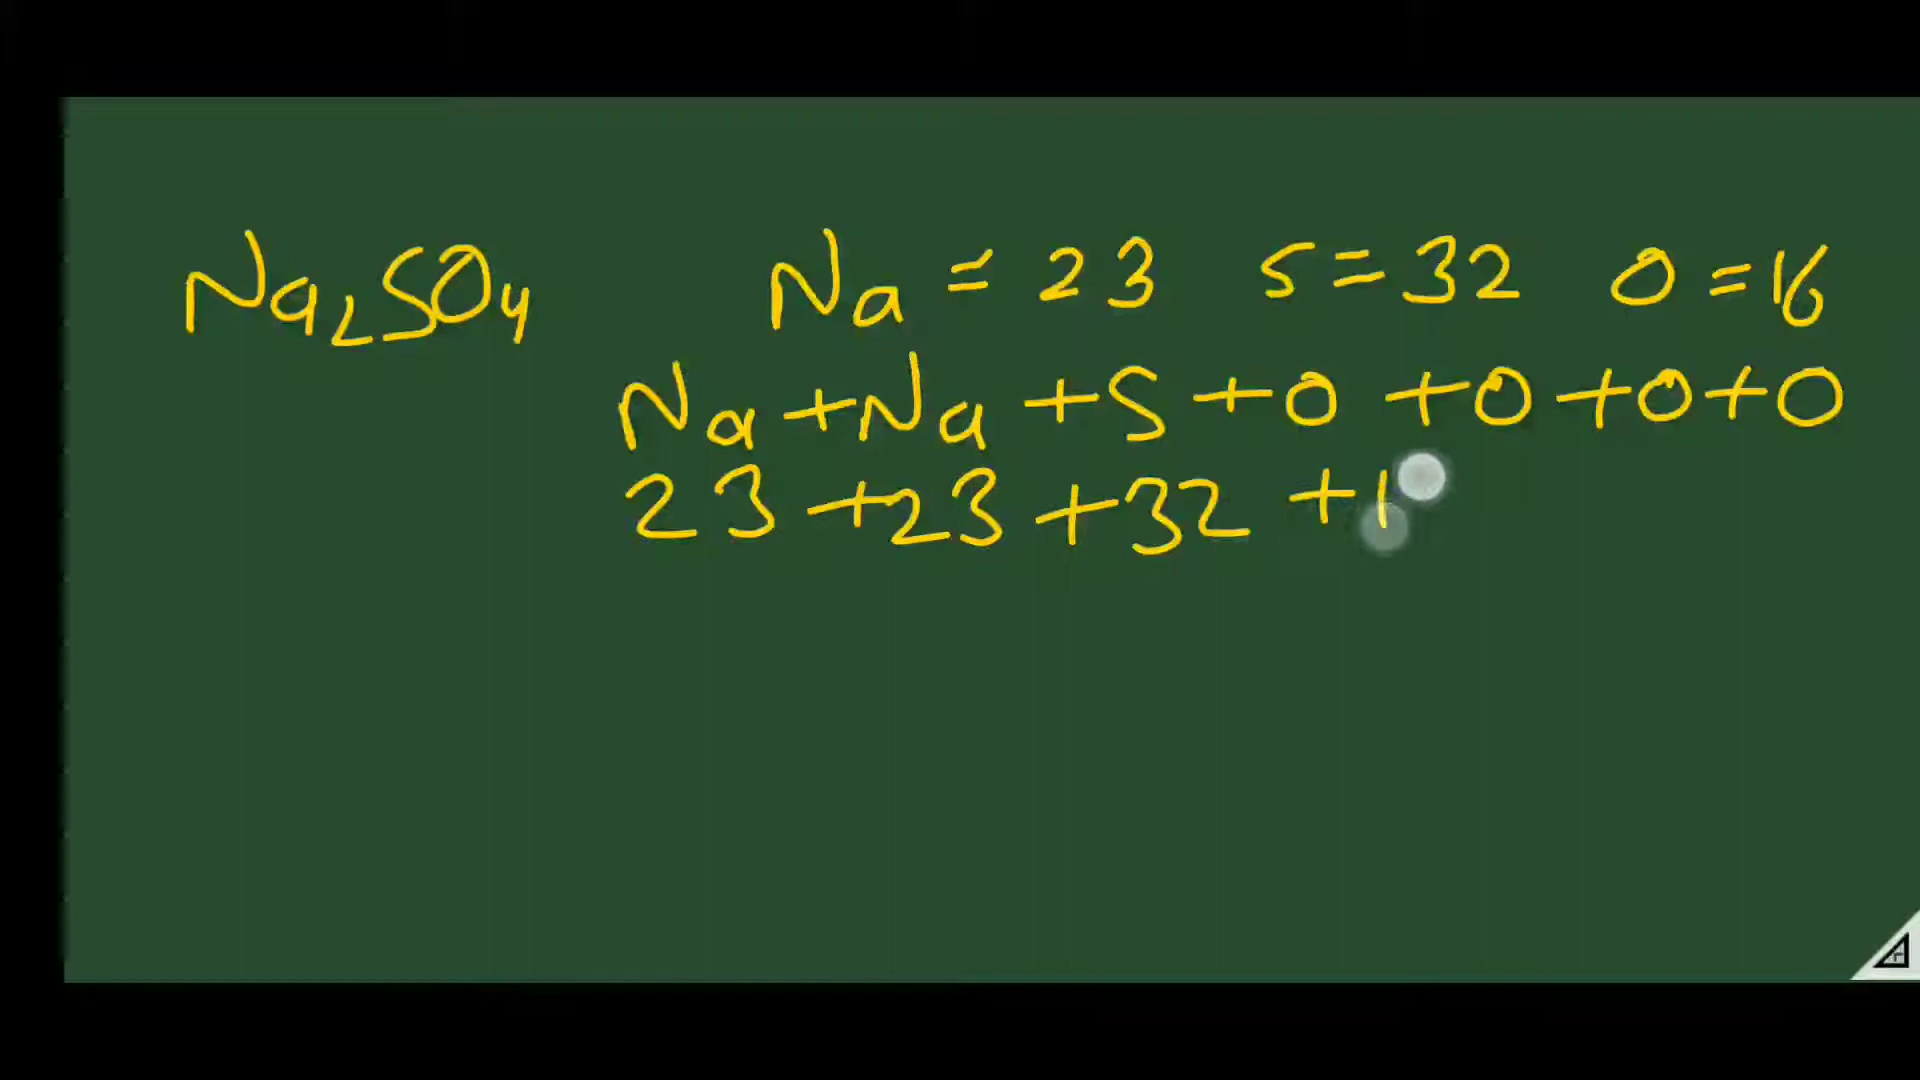 Na₂SO₄ Na = 23 S = 32 O = 16
Na + Na + S + O + O + O + O
23 + 23 + 32 + 1